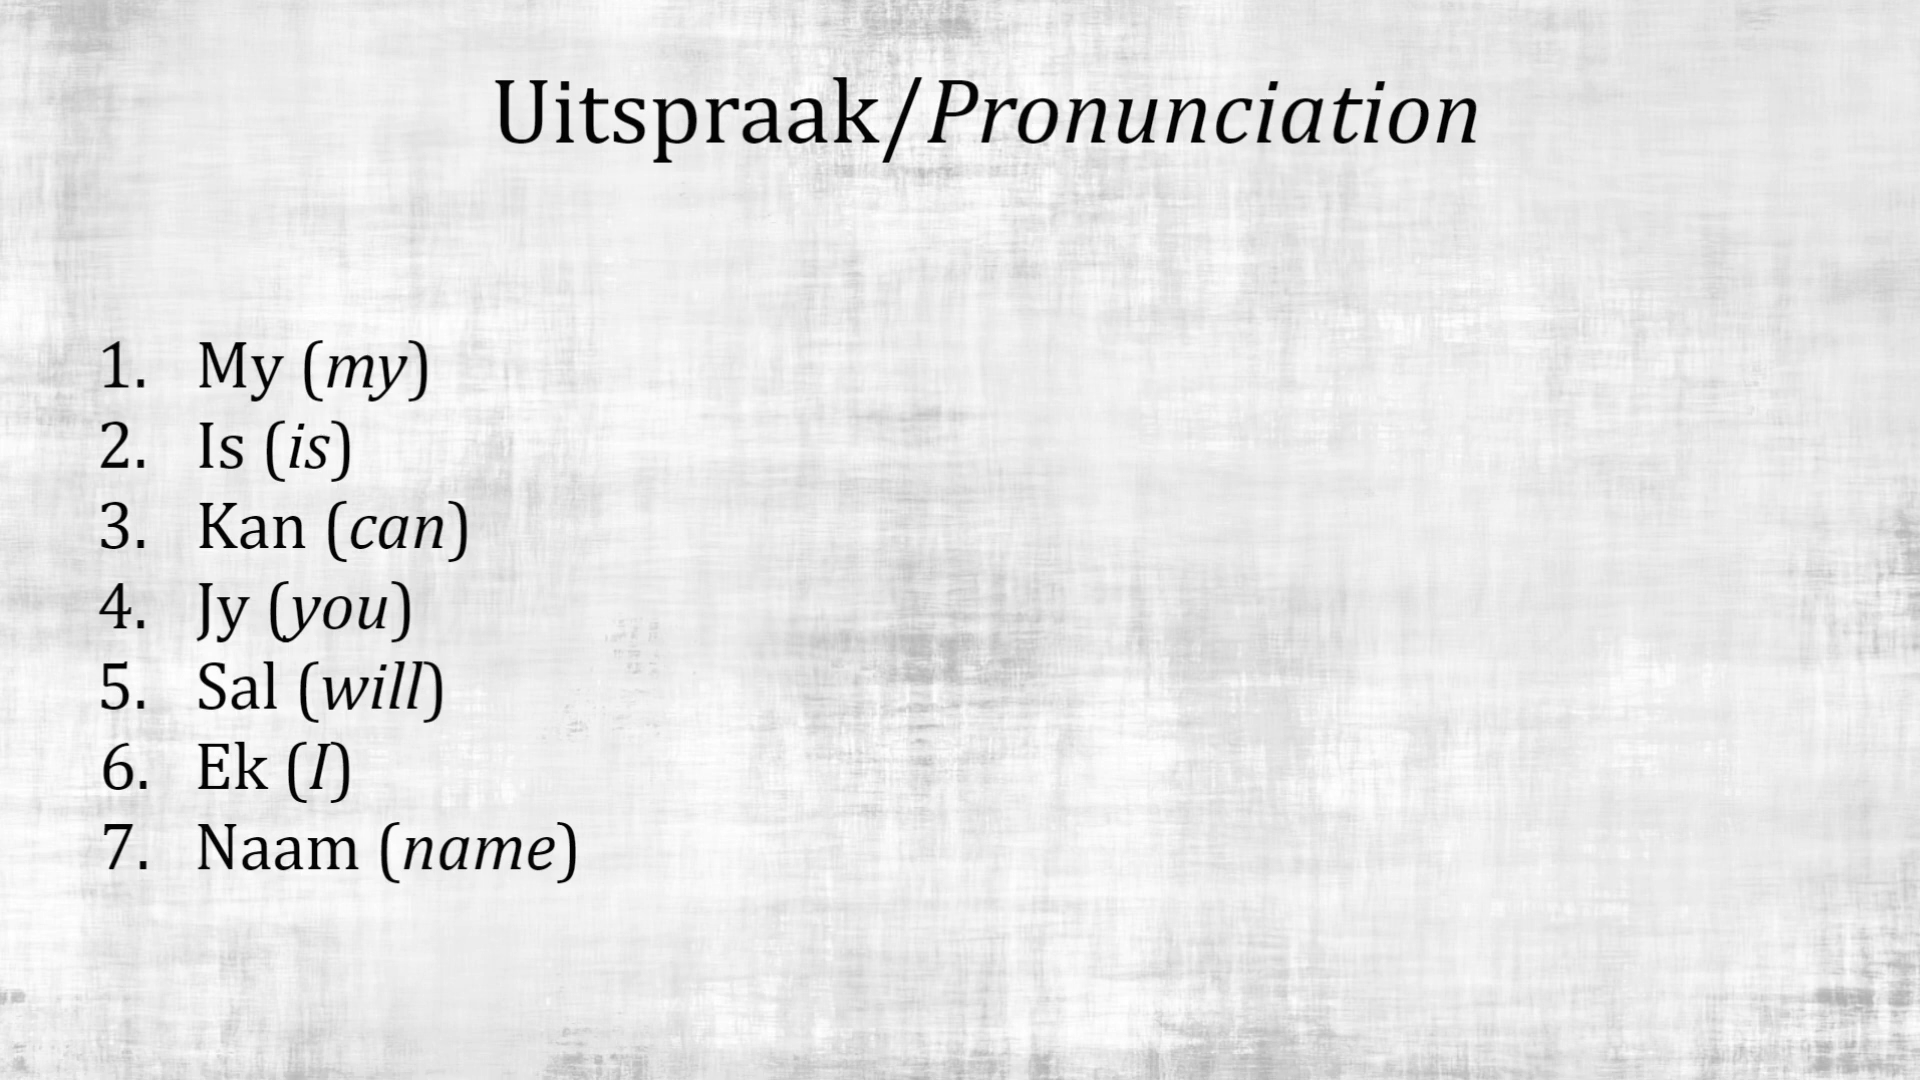 Uitspraak/Pronunciation
1. My (my)
2. Is (is)
3. Kan (can)
4. Jy (you)
5. Sal (will)
6. Ek (I)
7. Naam (name)